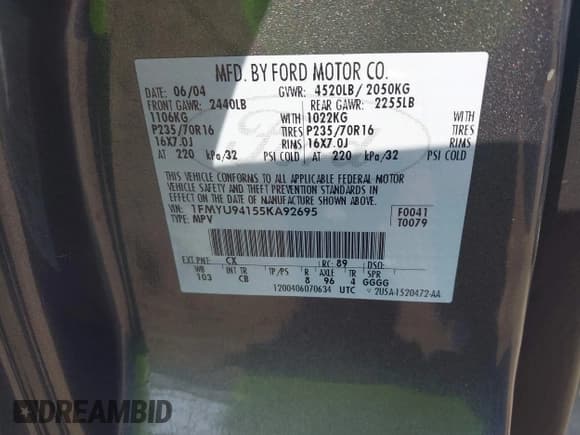 MFD. BY FORD MOTOR CO.
DATE: 06/04 GVWR: 4520LB/ 2050KG
FRONT GAWR: 2440LB REAR GAWR: 2255LB
1106KG WITH 1022KG WITH
P235/70R16 TIRES P235/70R16 TIRES
16X7.0J RIMS 16X7.0J RIMS
AT 220 kPa/32 PSI COLD AT 220 kPa/32 PSI COLD
THIS VEHICLE CONFORMS TO ALL APPLICABLE FEDERAL MOTOR
VEHICLE SAFETY AND THEFT PREVENTION STANDARDS IN
EFFECT ON THE DATE OF MANUFACTURE SHOWN ABOVE.
VIN: 1FMYU94155KA92695 F0041
TYPE: MPV T0079
EXT PNT: CX RC: 89 DSO:
WB INT TR TP/PS R AXLE TR SPR
103 CB 8 96 4 GGGG
1200406070634 UTC ▽ 2U5A-1520472-AA
Ford
DREAMBID